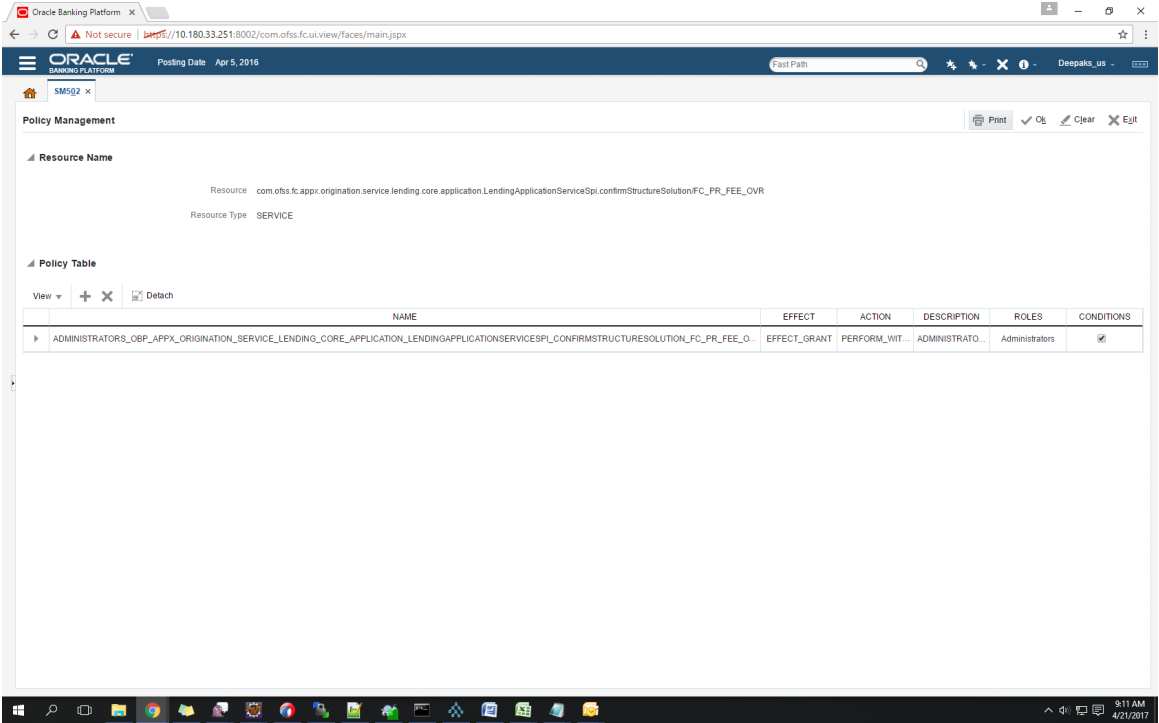 Oracle Banking Platform
Not secure | https://10.180.33.251:8002/com.ofss.fc.ui.view/faces/main.jspx
ORACLE
BANKING PLATFORM
Posting Date Apr 5, 2016
Fast Path
Deepaks_us
SM502
Policy Management
Print Ok Clear Exit
Resource Name
Resource com.ofss.fc.appx.origination.service.lending.core.application.LendingApplicationServiceSpi.confirmStructureSolution/FC_PR_FEE_OVR
Resource Type SERVICE
Policy Table
View Detach
NAME EFFECT ACTION DESCRIPTION ROLES CONDITIONS
ADMINISTRATORS_OBP_APPX_ORIGINATION_SERVICE_LENDING_CORE_APPLICATION_LENDINGAPPLICATIONSERVICESPI_CONFIRMSTRUCTURESOLUTION_FC_PR_FEE_O... EFFECT_GRANT PERFORM_WIT... ADMINISTRATO... Administrators
9:11 AM
4/21/2017